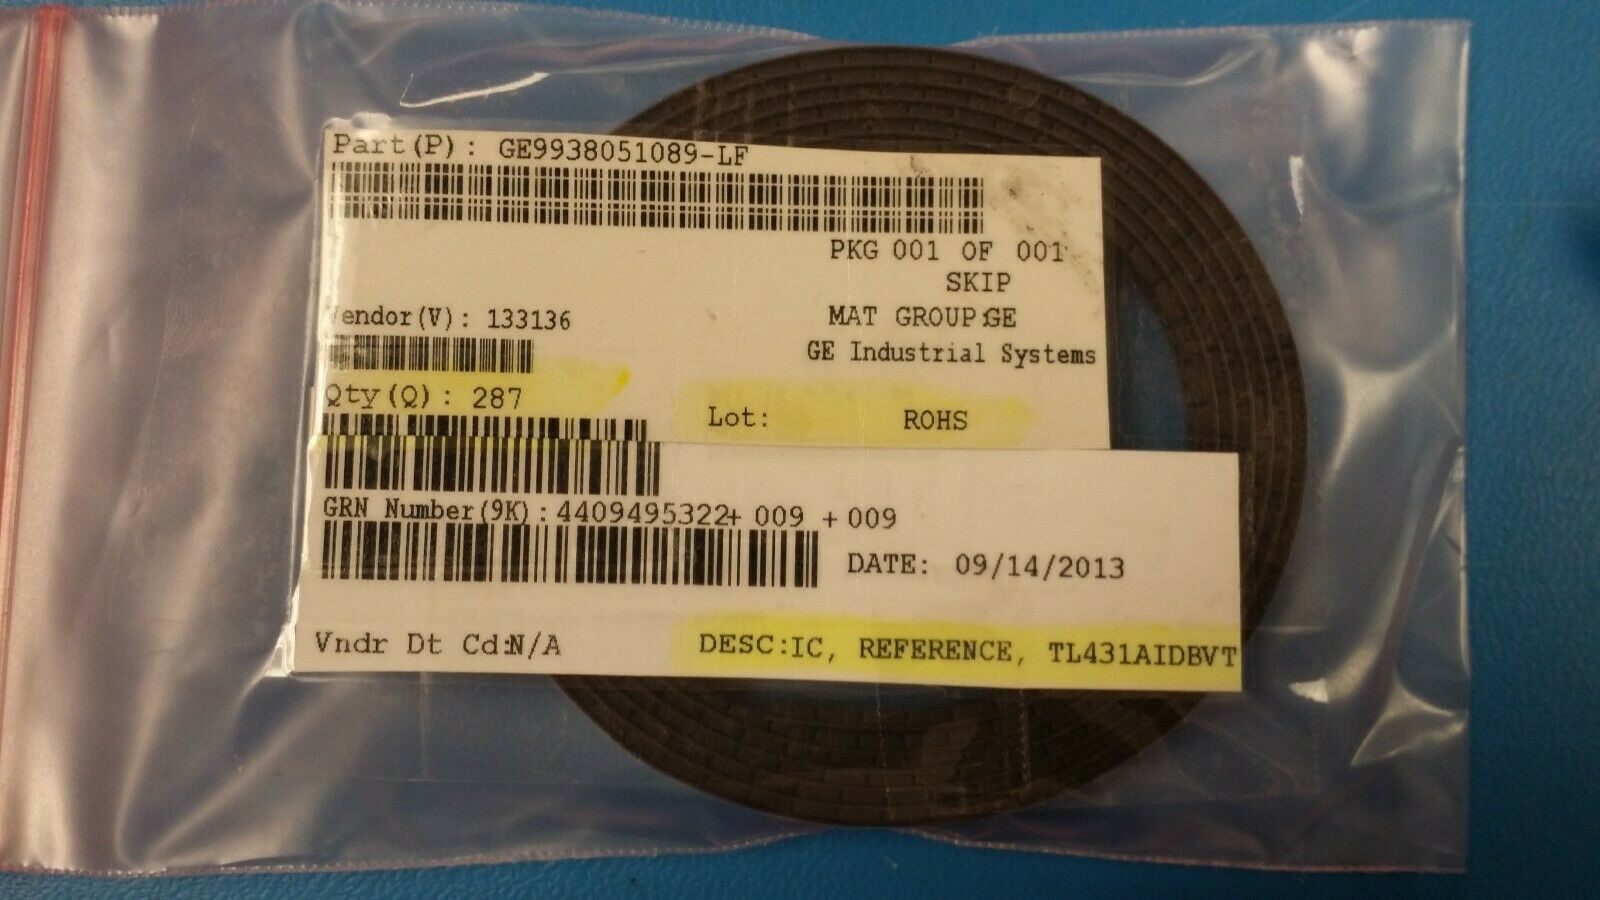 Part(P): GE9938051089-LF
PKG 001 OF 001
SKIP
Vendor(V): 133136
MAT GROUP:GE
GE Industrial Systems
Qty(Q): 287
Lot: ROHS
GRN Number(9K):4409495322+ 009 +009
DATE: 09/14/2013
Vndr Dt Cd:N/A
DESC:IC, REFERENCE, TL431AIDBVT